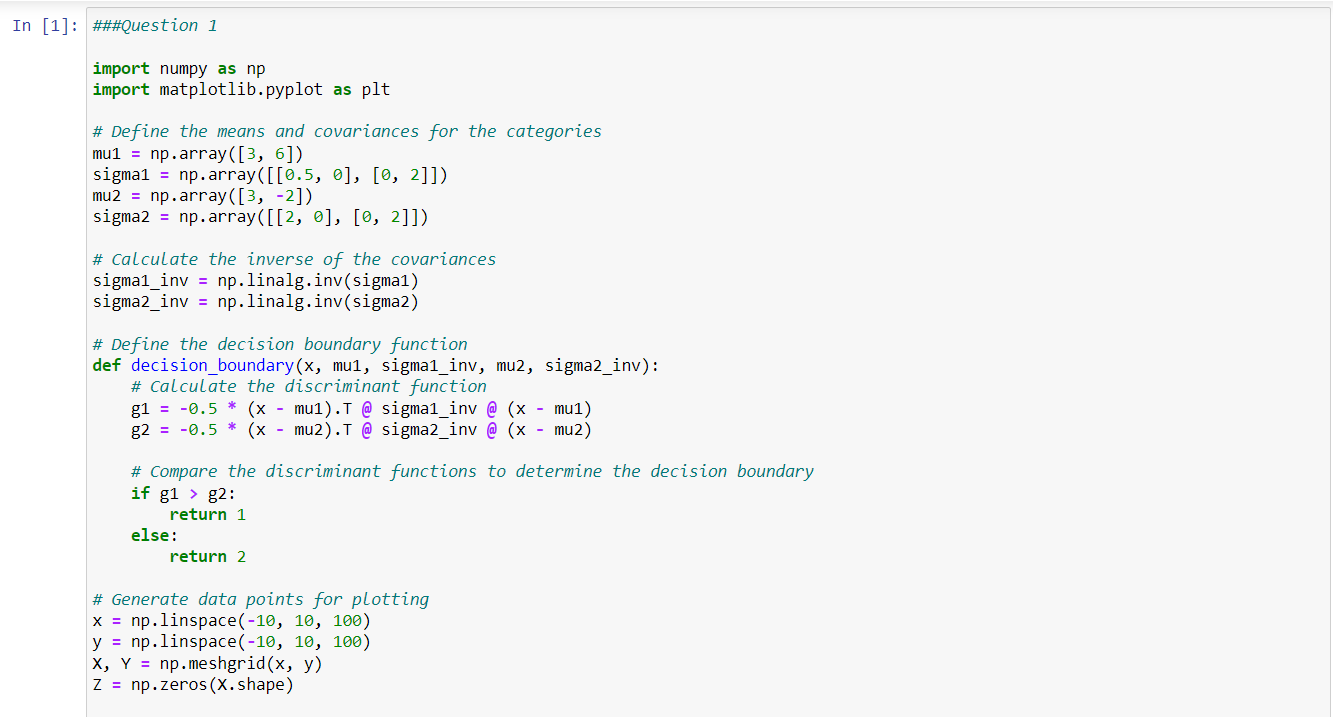 In [1]: ###Question 1
import numpy as np
import matplotlib.pyplot as plt
# Define the means and covariances for the categories
mu1 = np.array([3, 6])
sigma1 = np.array([[0.5, 0], [0, 2]])
mu2 = np.array([3, -2])
sigma2 = np.array([[2, 0], [0, 2]])
# Calculate the inverse of the covariances
sigma1_inv = np.linalg.inv(sigma1)
sigma2_inv = np.linalg.inv(sigma2)
# Define the decision boundary function
def decision_boundary(x, mu1, sigma1_inv, mu2, sigma2_inv):
    # Calculate the discriminant function
    g1 = -0.5 * (x - mu1).T @ sigma1_inv @ (x - mu1)
    g2 = -0.5 * (x - mu2).T @ sigma2_inv @ (x - mu2)
    # Compare the discriminant functions to determine the decision boundary
    if g1 > g2:
        return 1
    else:
        return 2
# Generate data points for plotting
x = np.linspace(-10, 10, 100)
y = np.linspace(-10, 10, 100)
X, Y = np.meshgrid(x, y)
Z = np.zeros(X.shape)